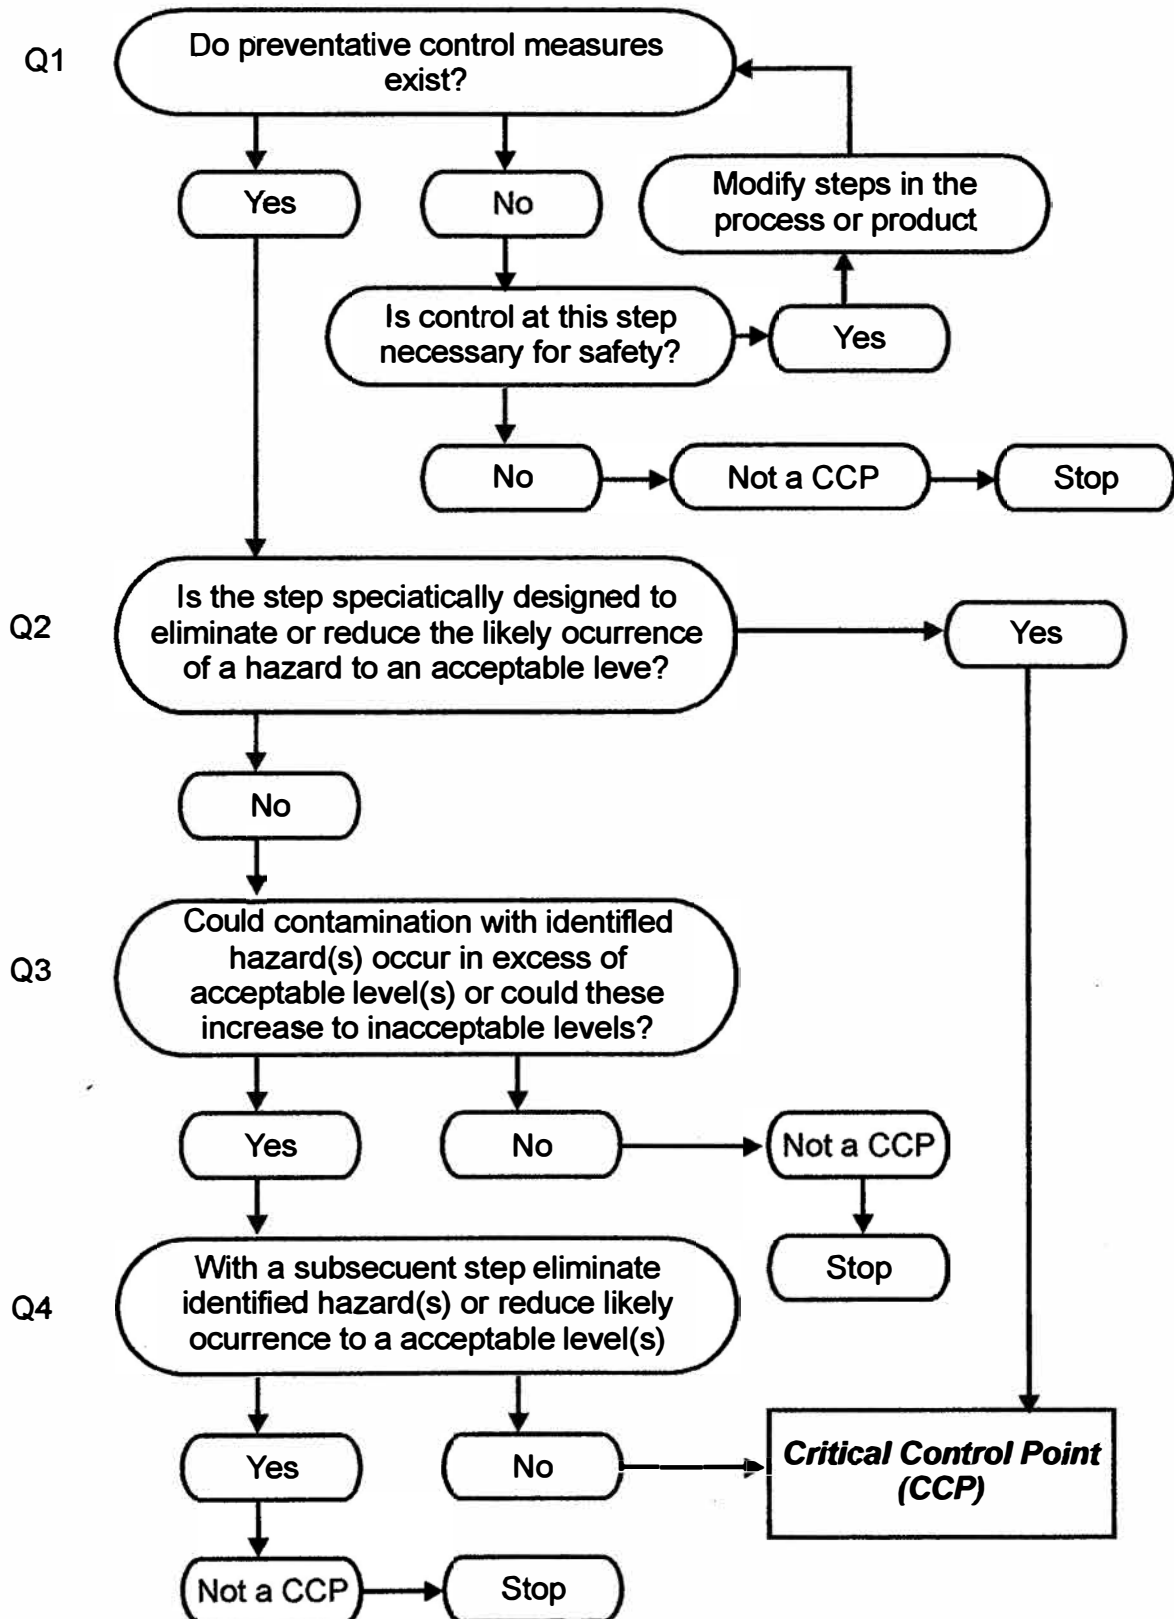 Q1
Do preventative control measures
exist?
Yes
No
Modify steps in the
process or product
Is control at this step
necessary for safety?
Yes
No
Not a CCP
Stop
Q2
Is the step speciatically designed to
eliminate or reduce the likely ocurrence
of a hazard to an acceptable leve?
Yes
No
Q3
Could contamination with identified
hazard(s) occur in excess of
acceptable level(s) or could these
increase to inacceptable levels?
Yes
No
Not a CCP
Stop
Q4
With a subsecuent step eliminate
identified hazard(s) or reduce likely
ocurrence to a acceptable level(s)
Yes
No
Critical Control Point
(CCP)
Not a CCP
Stop